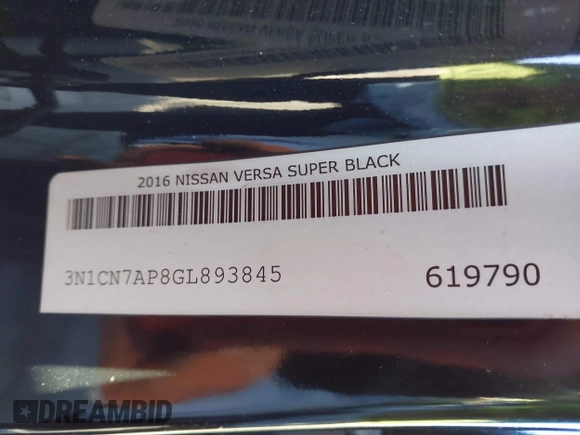 2016 NISSAN VERSA SUPER BLACK
3N1CN7AP8GL893845
619790
DREAMBID